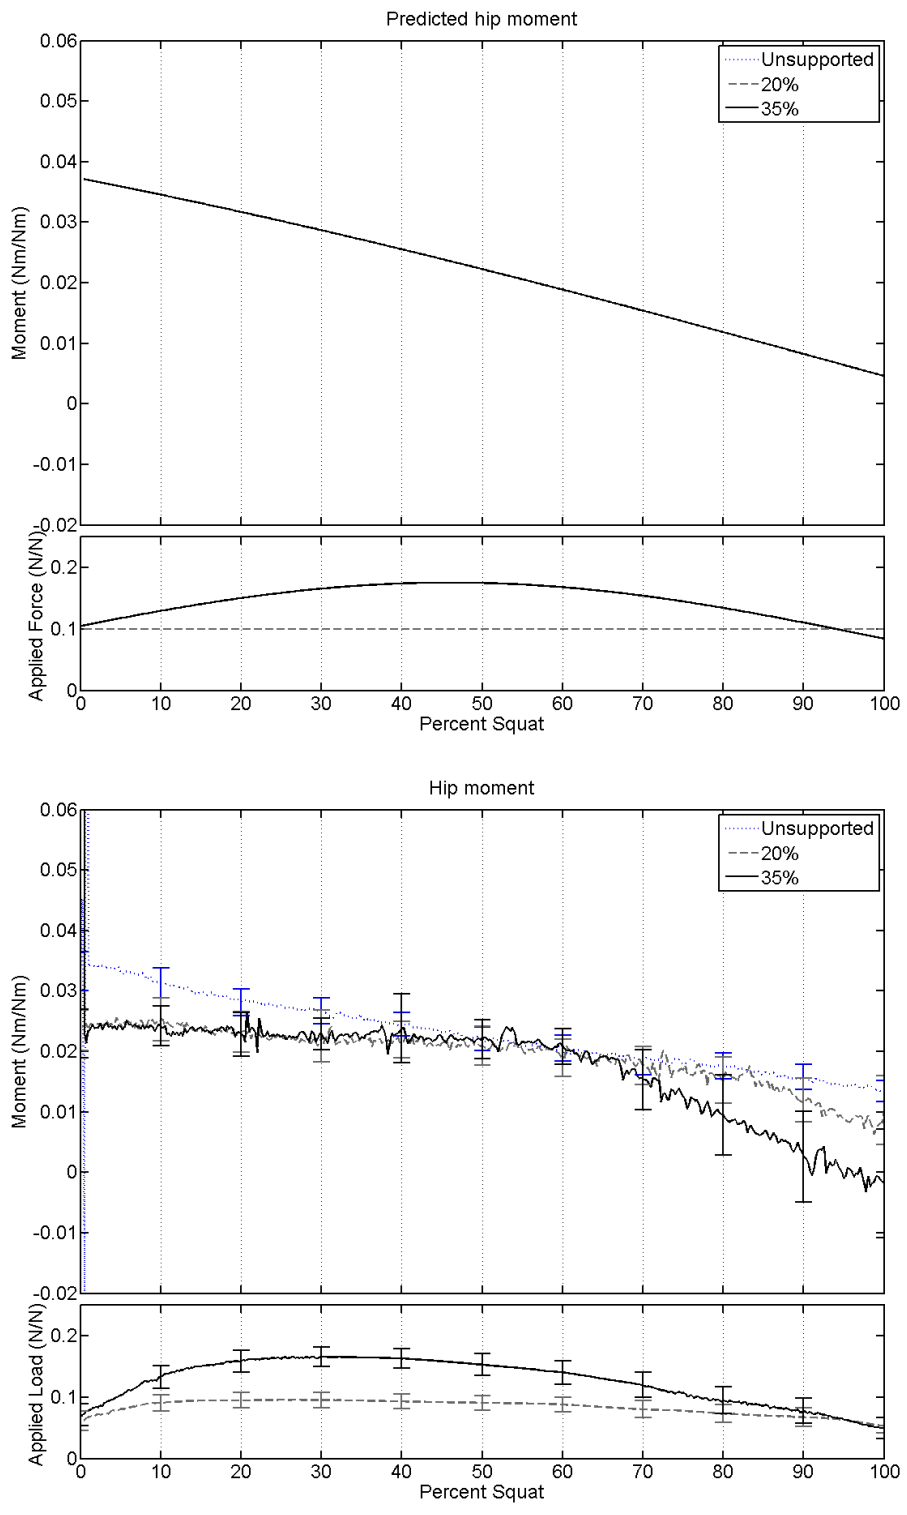 Predicted hip moment
0.06
0.05
0.04
0.03
0.02
0.01
0
-0.01
-0.02
Moment (Nm/Nm)
Unsupported
20%
35%
0.2
0.1
0
Applied Force (N/N)
0 10 20 30 40 50 60 70 80 90 100
Percent Squat
Hip moment
0.06
0.05
0.04
0.03
0.02
0.01
0
-0.01
-0.02
Moment (Nm/Nm)
Unsupported
20%
35%
0.2
0.1
0
Applied Load (N/N)
0 10 20 30 40 50 60 70 80 90 100
Percent Squat